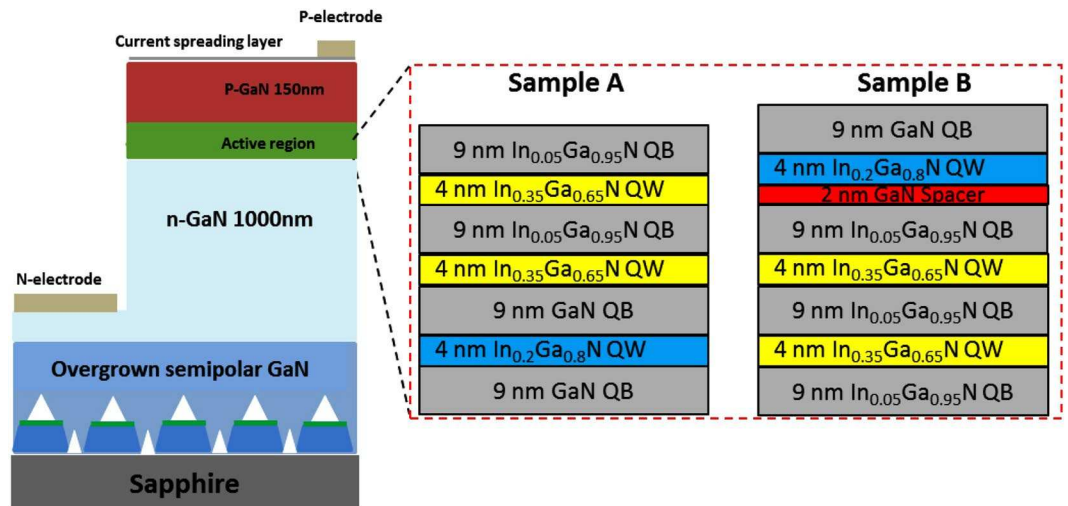 P-electrode
Current spreading layer
P-GaN 150nm
Active region
n-GaN 1000nm
N-electrode
Overgrown semipolar GaN
Sapphire
Sample A
9 nm In₀.₀₅Ga₀.₉₅N QB
4 nm In₀.₃₅Ga₀.₆₅N QW
9 nm In₀.₀₅Ga₀.₉₅N QB
4 nm In₀.₃₅Ga₀.₆₅N QW
9 nm GaN QB
4 nm In₀.₂Ga₀.₈N QW
9 nm GaN QB
Sample B
9 nm GaN QB
4 nm In₀.₂Ga₀.₈N QW
2 nm GaN Spacer
9 nm In₀.₀₅Ga₀.₉₅N QB
4 nm In₀.₃₅Ga₀.₆₅N QW
9 nm In₀.₀₅Ga₀.₉₅N QB
4 nm In₀.₃₅Ga₀.₆₅N QW
9 nm In₀.₀₅Ga₀.₉₅N QB